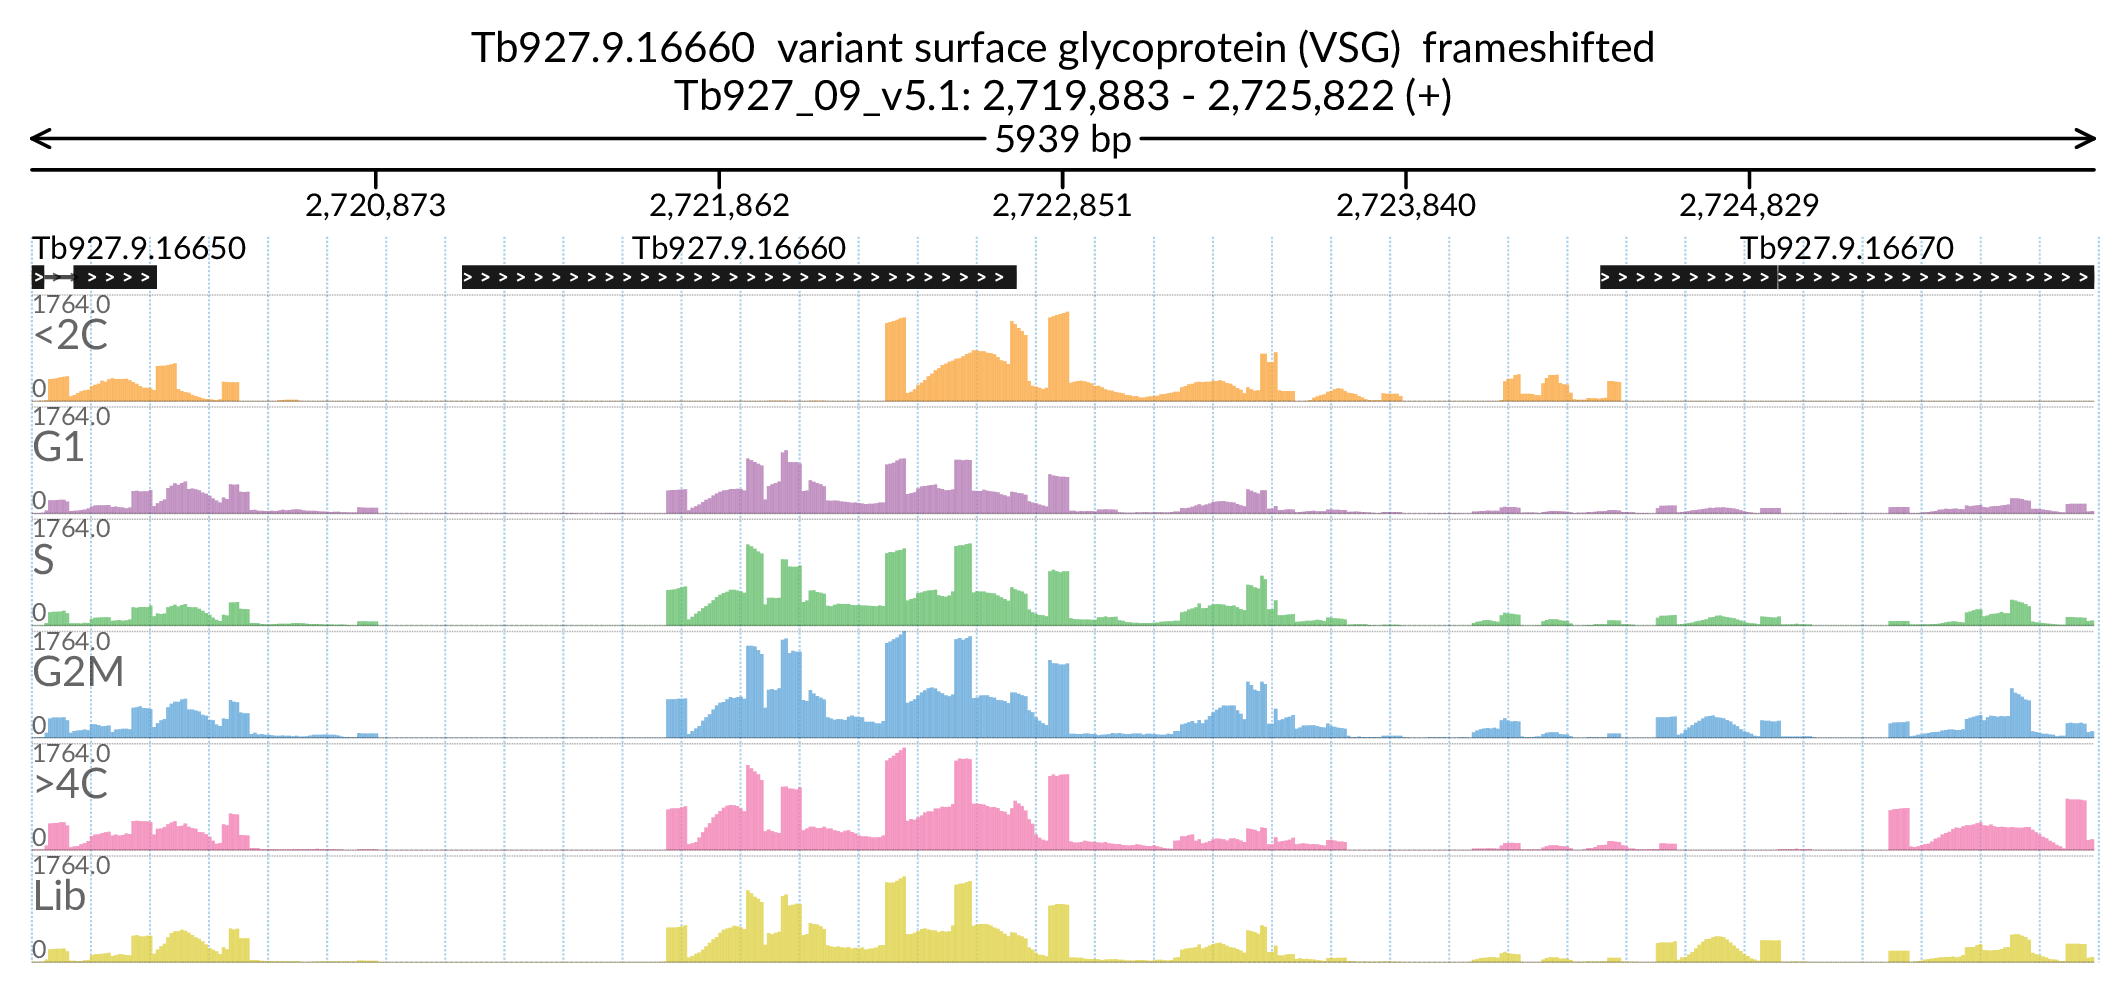 Tb927.9.16660 variant surface glycoprotein (VSG) frameshifted
Tb927_09_v5.1: 2,719,883 - 2,725,822 (+)
5939 bp
2,720,873 2,721,862 2,722,851 2,723,840 2,724,829
Tb927.9.16650 Tb927.9.16660 Tb927.9.16670
1764.0
<2C
0
1764.0
G1
0
1764.0
S
0
1764.0
G2M
0
1764.0
>4C
0
1764.0
Lib
0